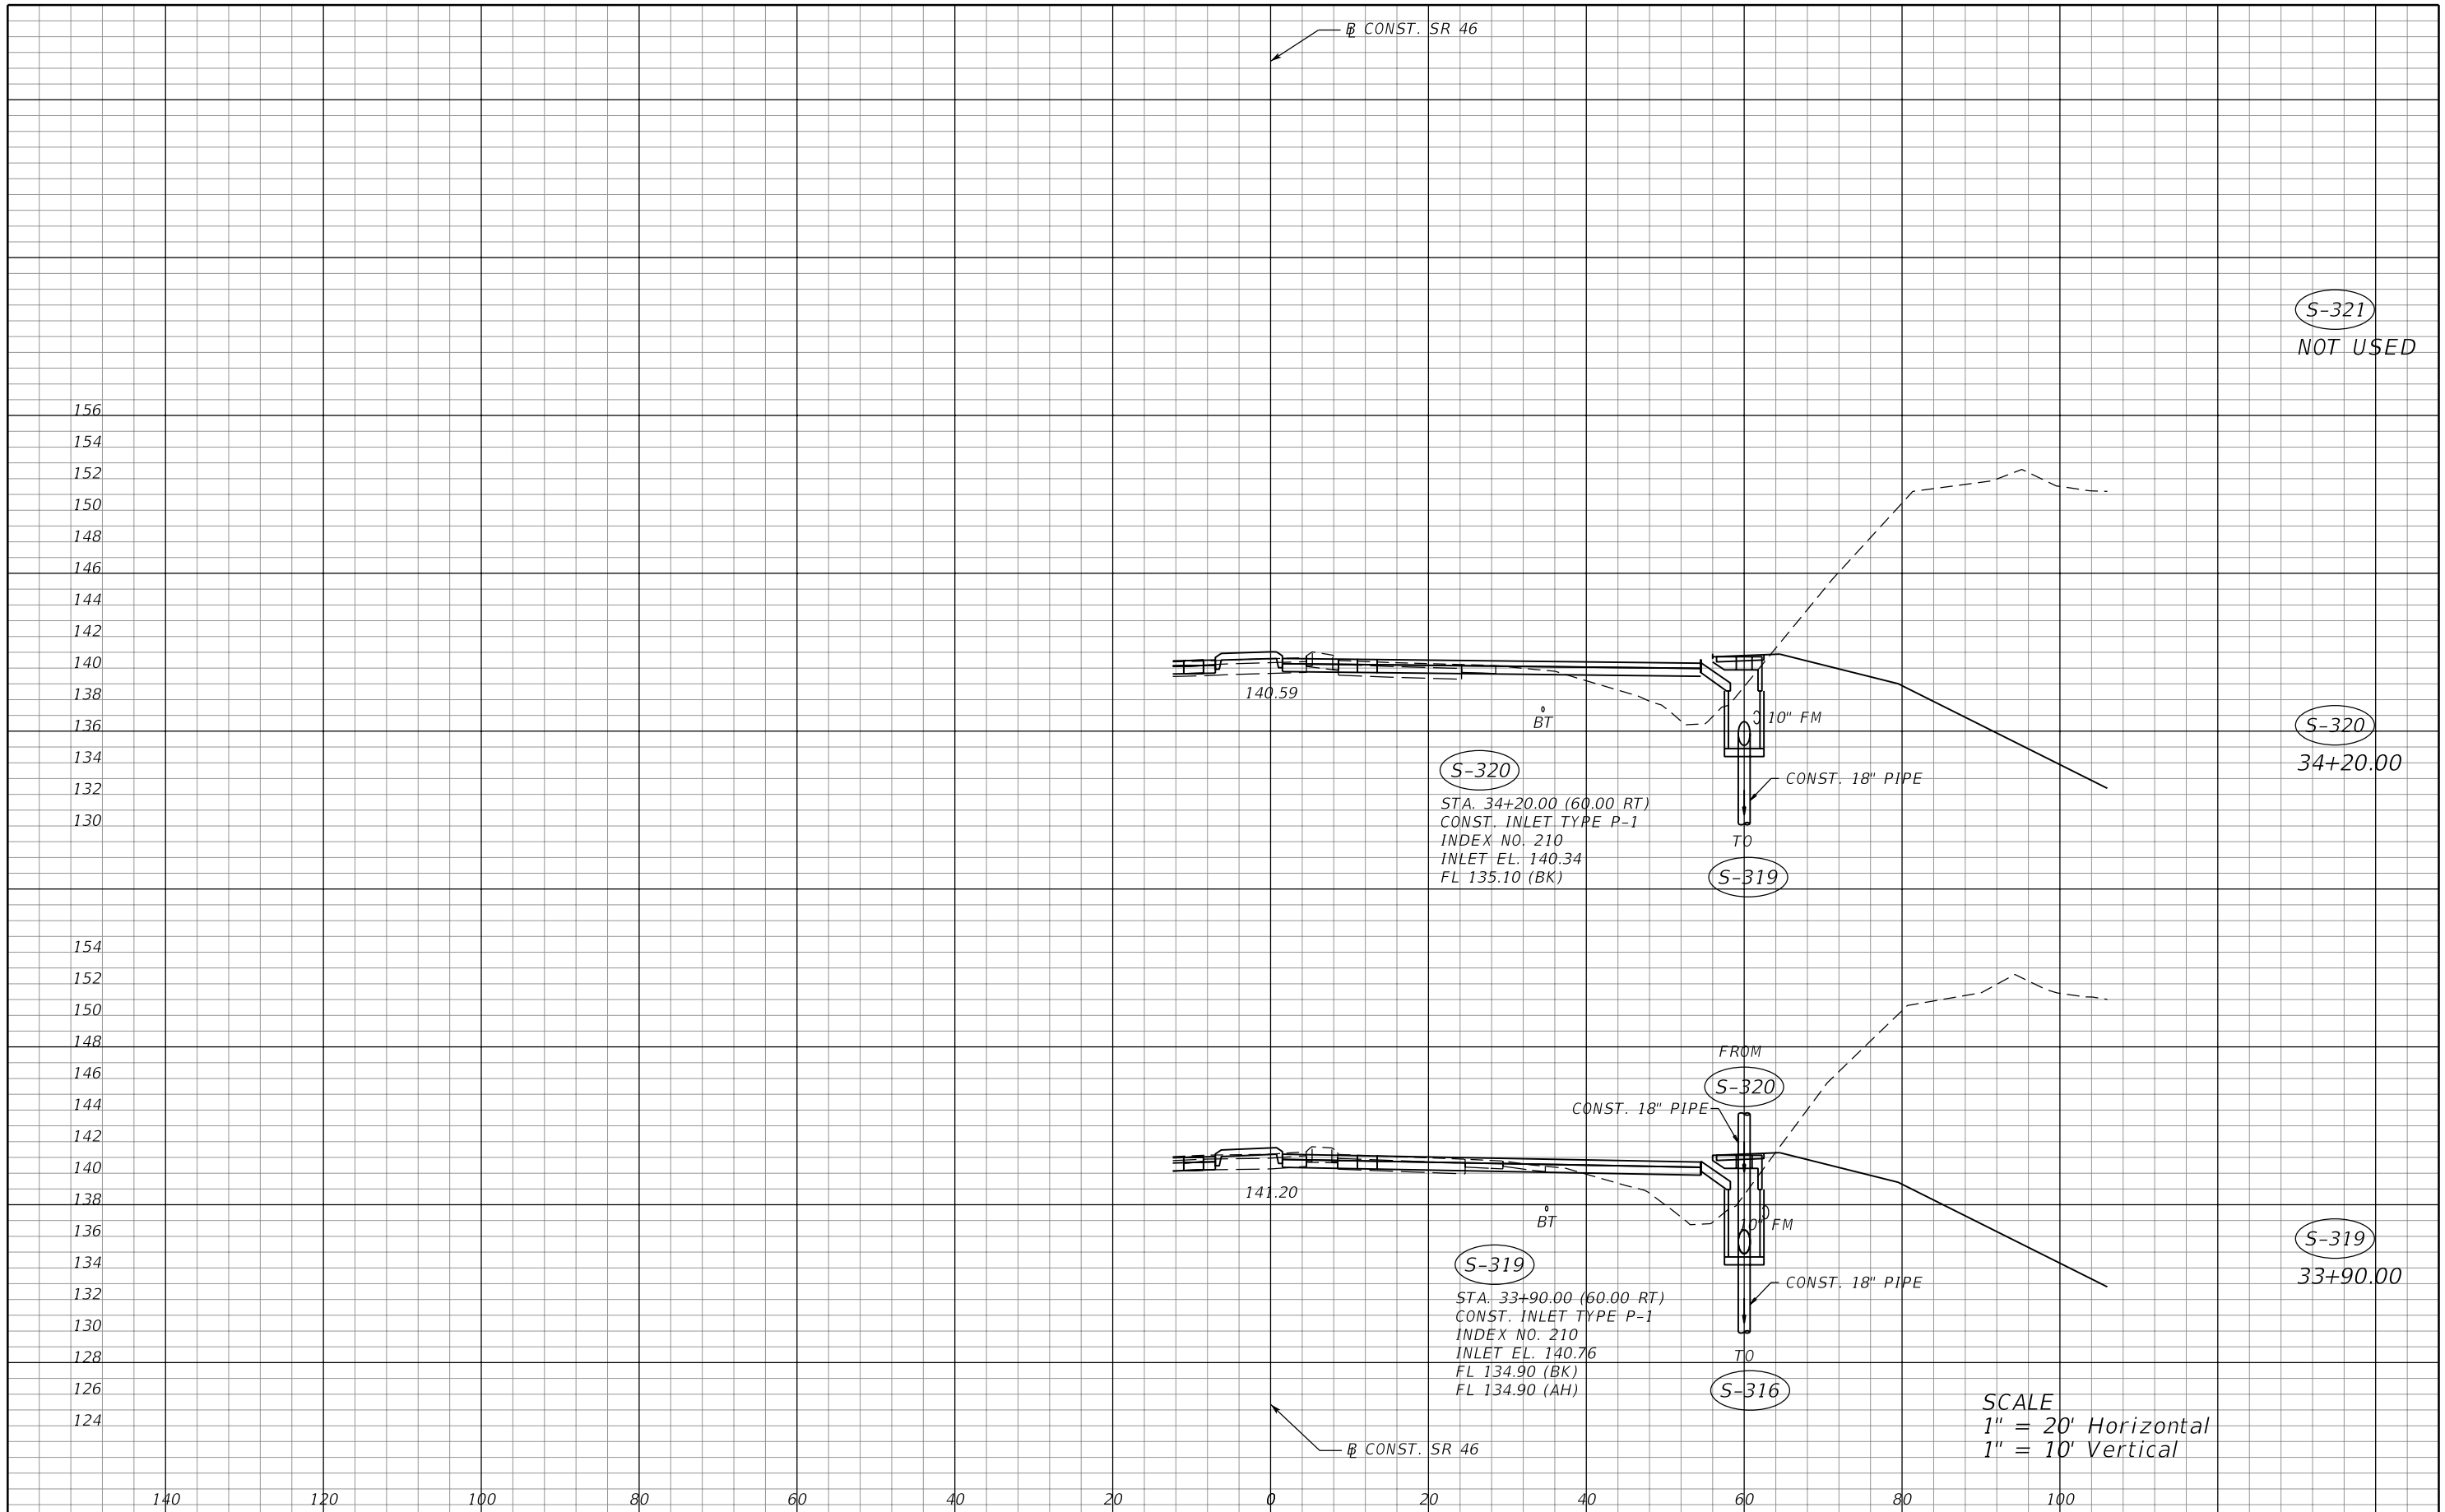 ℄ CONST. SR 46
S-321
NOT USED
156
154
152
150
148
146
144
142
140
138
136
134
132
130
140.59
BT
10" FM
S-320
STA. 34+20.00 (60.00 RT)
CONST. INLET TYPE P-1
INDEX NO. 210
INLET EL. 140.34
FL 135.10 (BK)
CONST. 18" PIPE
TO
S-319
S-320
34+20.00
154
152
150
148
146
144
142
140
138
136
134
132
130
128
126
124
FROM
S-320
CONST. 18" PIPE
141.20
BT
10" FM
S-319
STA. 33+90.00 (60.00 RT)
CONST. INLET TYPE P-1
INDEX NO. 210
INLET EL. 140.76
FL 134.90 (BK)
FL 134.90 (AH)
CONST. 18" PIPE
TO
S-316
S-319
33+90.00
℄ CONST. SR 46
SCALE
1" = 20' Horizontal
1" = 10' Vertical
140 120 100 80 60 40 20 0 20 40 60 80 100